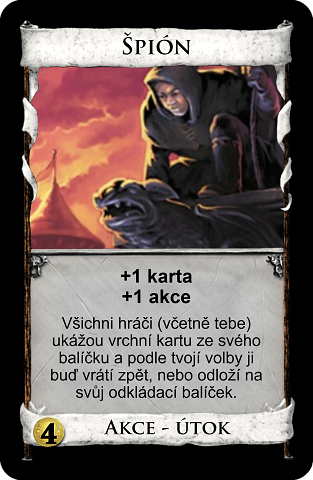 Špión
+1 karta
+1 akce
Všichni hráči (včetně tebe)
ukážou vrchní kartu ze svého
balíčku a podle tvojí volby ji
buď vrátí zpět, nebo odloží na
svůj odkládací balíček.
4
Akce - útok